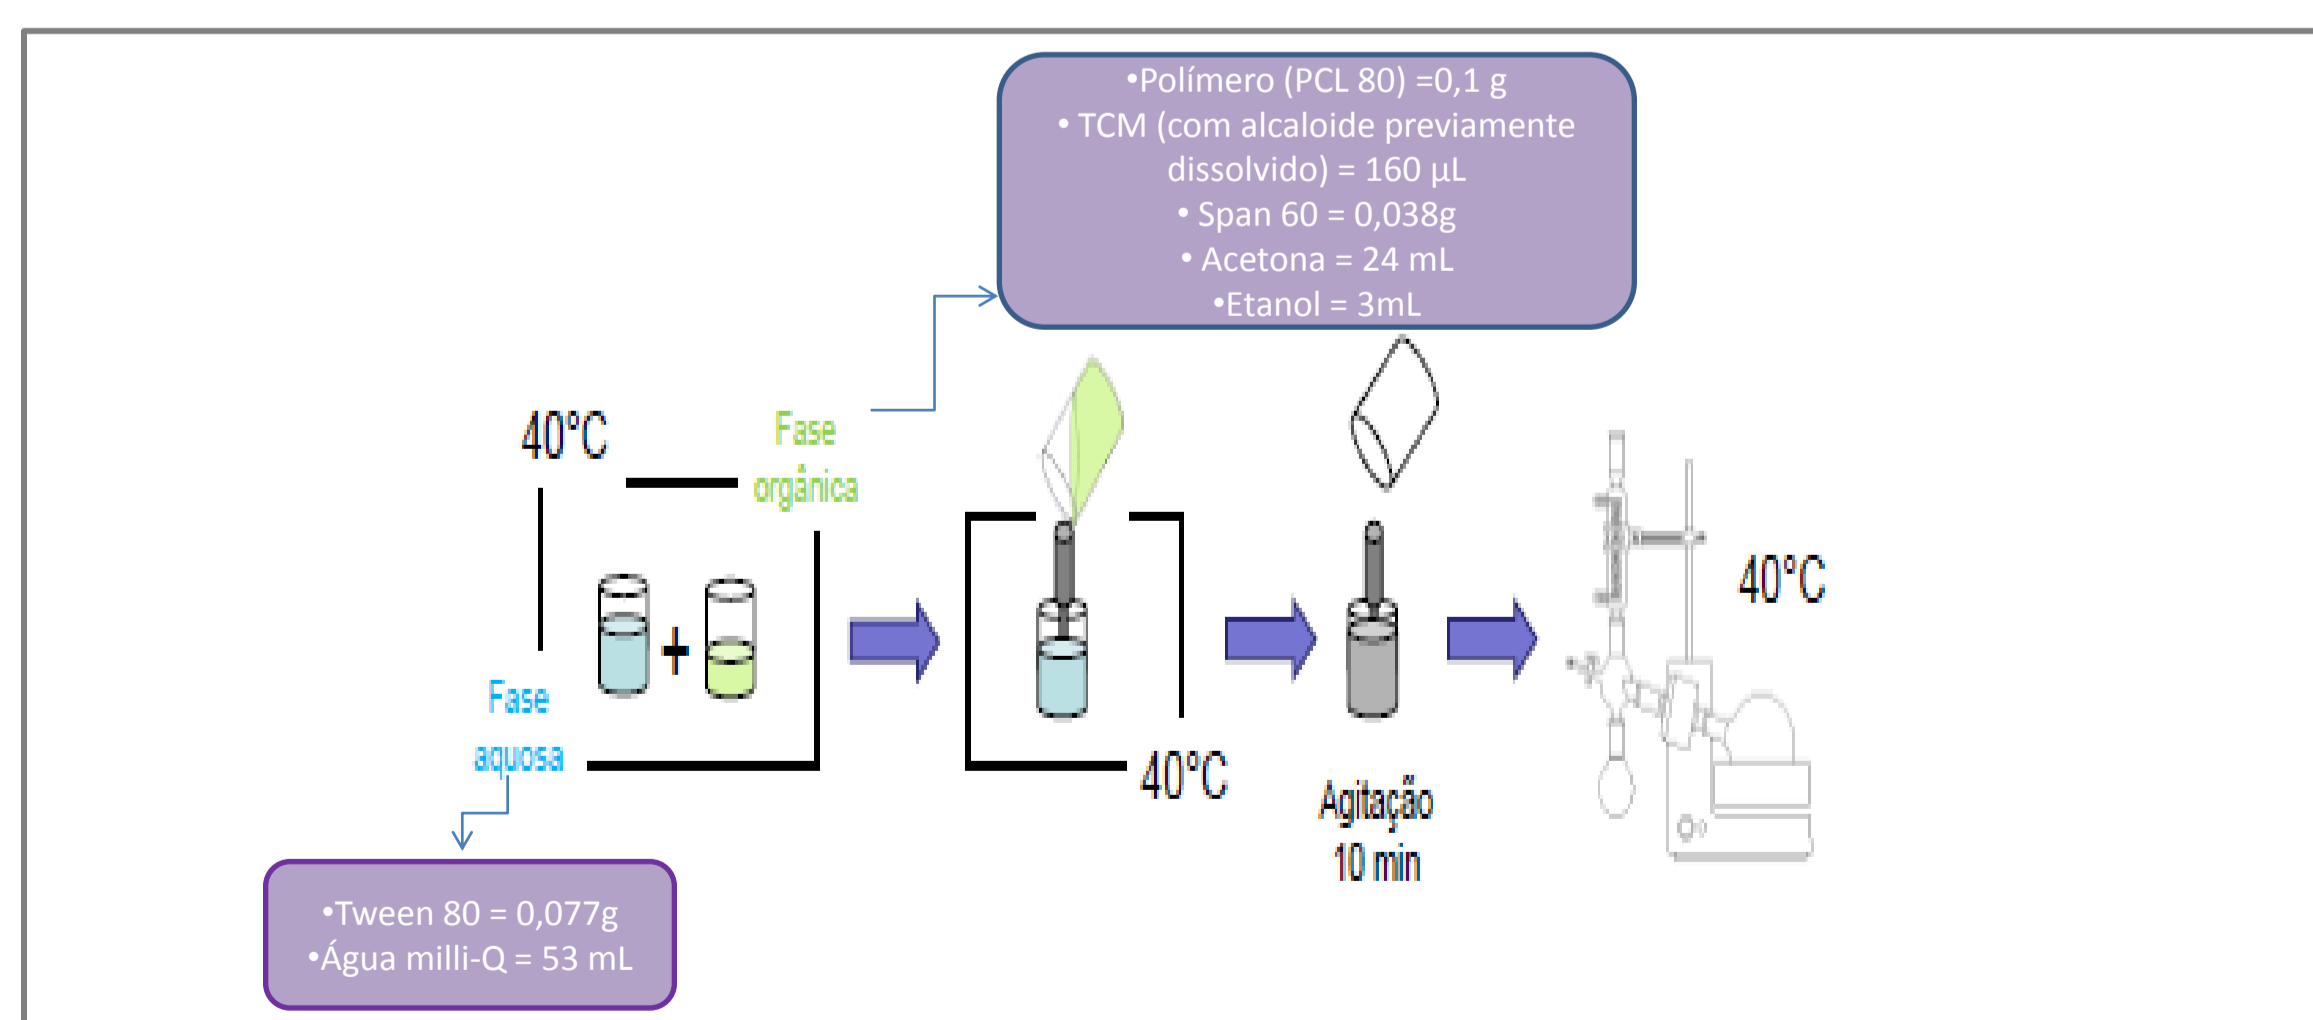 •Polímero (PCL 80) =0,1 g
• TCM (com alcaloide previamente
dissolvido) = 160 µL
• Span 60 = 0,038g
• Acetona = 24 mL
•Etanol = 3mL
40°C
Fase
orgânica
Fase
aquosa
40°C
Agitação
10 min
40°C
•Tween 80 = 0,077g
•Água milli-Q = 53 mL